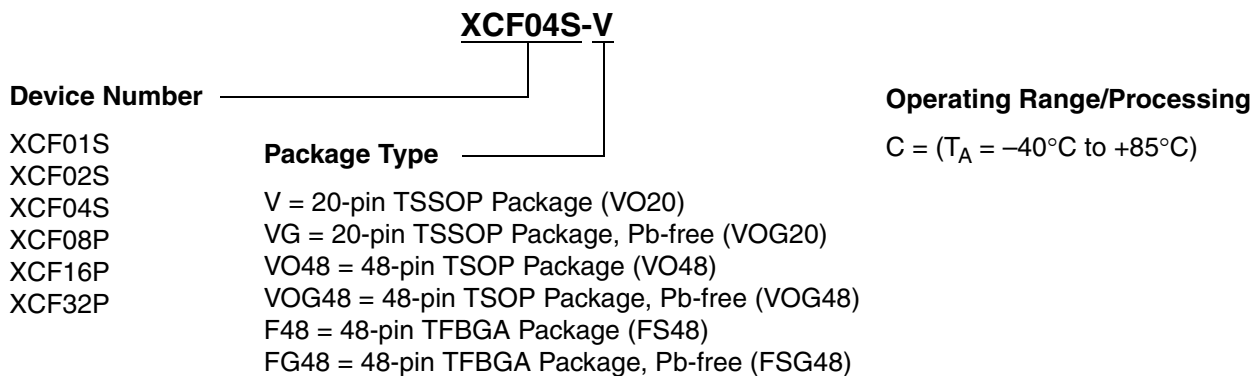 XCF04S-V
Device Number
XCF01S
XCF02S
XCF04S
XCF08P
XCF16P
XCF32P
Package Type
V = 20-pin TSSOP Package (VO20)
VG = 20-pin TSSOP Package, Pb-free (VOG20)
VO48 = 48-pin TSOP Package (VO48)
VOG48 = 48-pin TSOP Package, Pb-free (VOG48)
F48 = 48-pin TFBGA Package (FS48)
FG48 = 48-pin TFBGA Package, Pb-free (FSG48)
Operating Range/Processing
C = (TA = –40°C to +85°C)